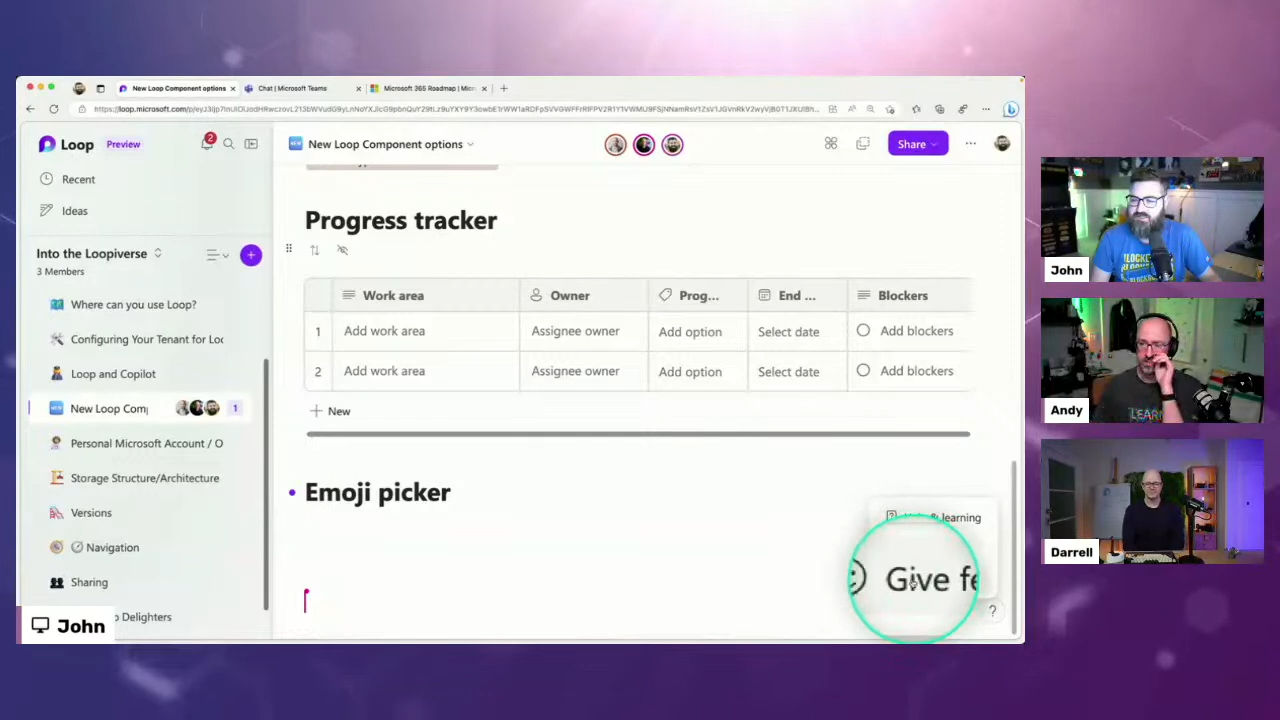 New Loop Component options
Chat | Microsoft Teams
Microsoft 365 Roadmap | Micr
Loop Preview
2
New Loop Component options
Share
Recent
Ideas
Into the Loopiverse
3 Members
Where can you use Loop?
Configuring Your Tenant for Loc
Loop and Copilot
New Loop Comp
1
Personal Microsoft Account / O
Storage Structure/Architecture
Versions
Navigation
Sharing
Delighters
Progress tracker
Work area
Owner
Prog...
End ...
Blockers
1
Add work area
Assignee owner
Add option
Select date
Add blockers
2
Add work area
Assignee owner
Add option
Select date
Add blockers
New
Emoji picker
& learning
Give fe
?
John
John
Andy
Darrell